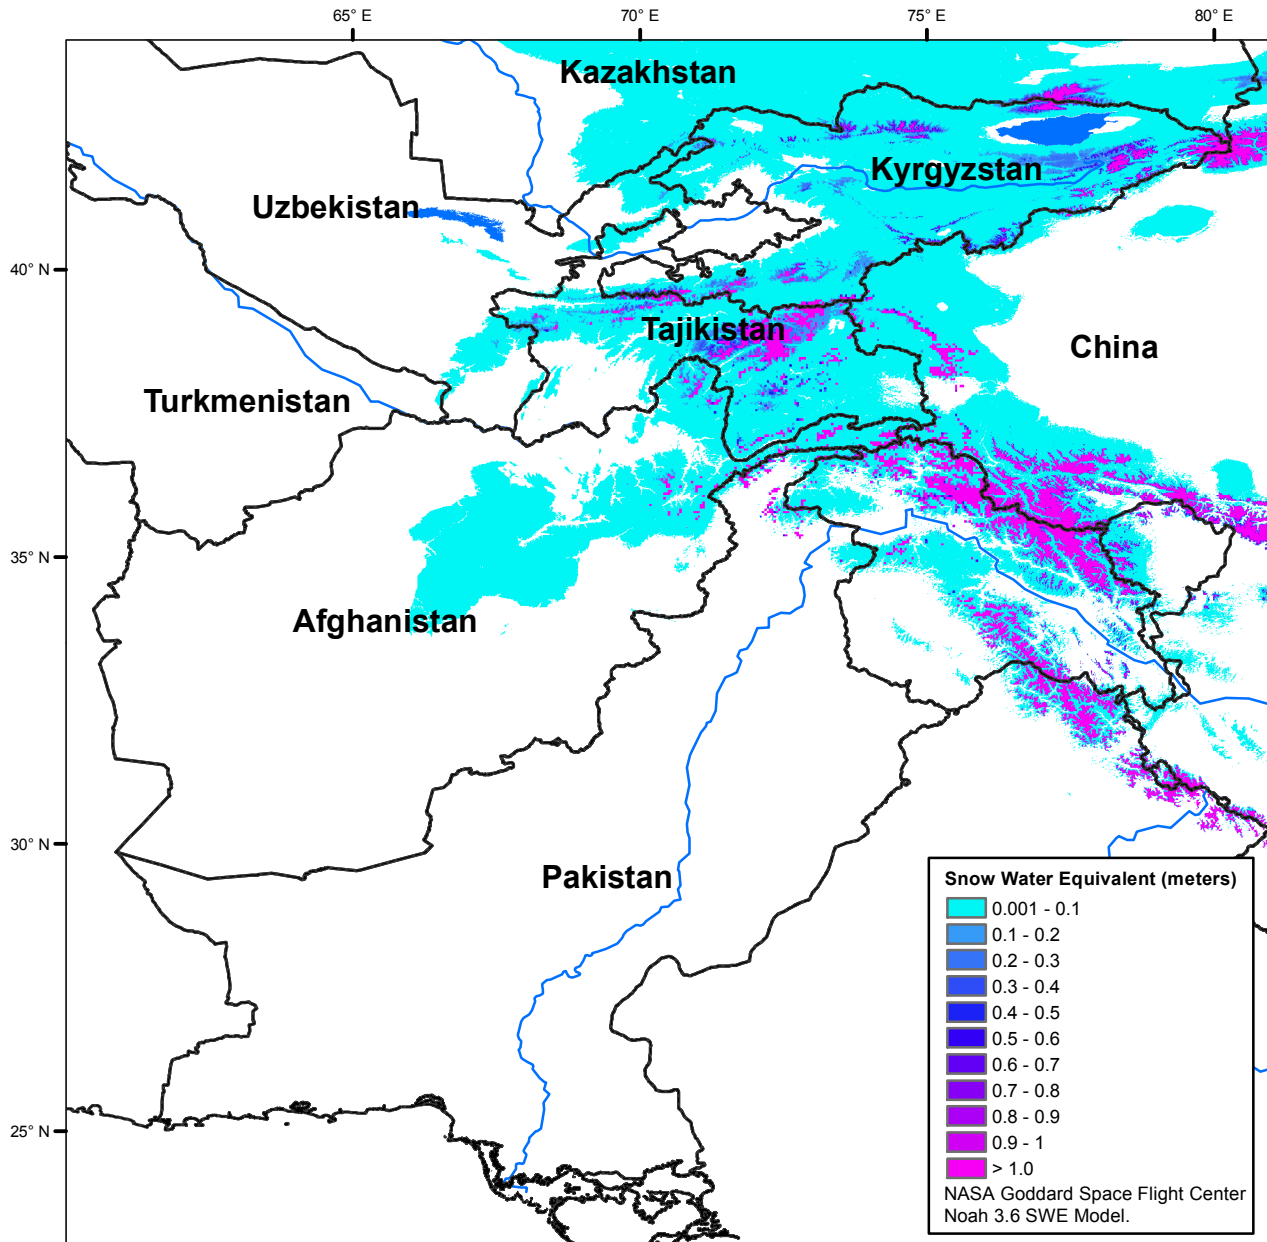 65° E
70° E
75° E
80° E
Kazakhstan
Kyrgyzstan
Uzbekistan
40° N
Tajikistan
China
Turkmenistan
35° N
Afghanistan
30° N
Pakistan
25° N
Snow Water Equivalent (meters)
0.001 - 0.1
0.1 - 0.2
0.2 - 0.3
0.3 - 0.4
0.4 - 0.5
0.5 - 0.6
0.6 - 0.7
0.7 - 0.8
0.8 - 0.9
0.9 - 1
> 1.0
NASA Goddard Space Flight Center
Noah 3.6 SWE Model.